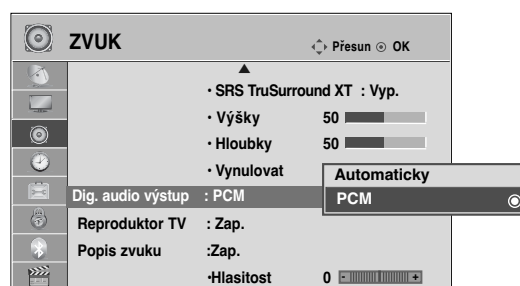 ZVUK Přesun OK
• SRS TruSurround XT : Vyp.
• Výšky 50
• Hloubky 50
• Vynulovat
Automaticky
Dig. audio výstup : PCM
PCM
Reproduktor TV : Zap.
Popis zvuku :Zap.
•Hlasitost 0 - +